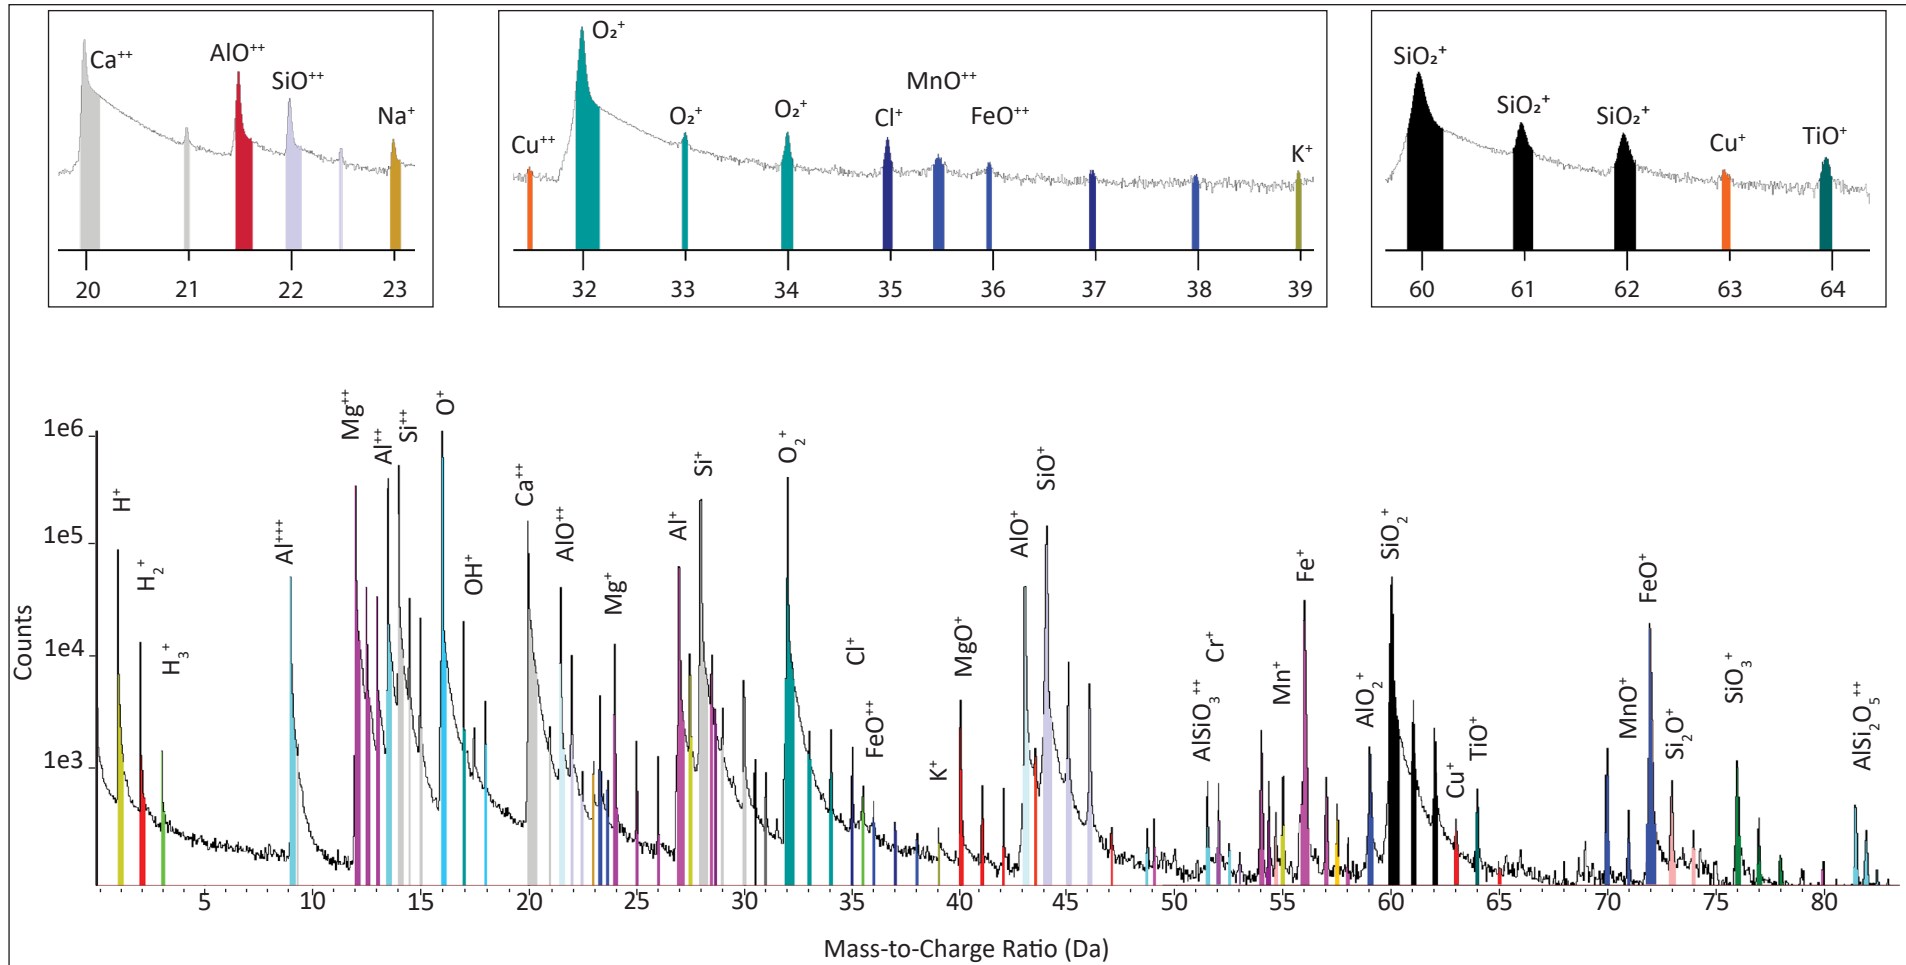 Ca⁺⁺
AlO⁺⁺
SiO⁺⁺
Na⁺
20 21 22 23
O₂⁺
MnO⁺⁺
Cu⁺⁺
O₂⁺
O₂⁺
Cl⁺
FeO⁺⁺
K⁺
32 33 34 35 36 37 38 39
SiO₂⁺
SiO₂⁺
SiO₂⁺
Cu⁺
TiO⁺
60 61 62 63 64
Counts
1e6
1e5
1e4
1e3
H⁺
H₂⁺
H₃⁺
Al⁺⁺⁺
Mg⁺⁺
Al⁺⁺
Si⁺⁺
O⁺
OH⁺
Ca⁺⁺
AlO⁺⁺
Mg⁺
Al⁺
Si⁺
O₂⁺
Cl⁺
FeO⁺⁺
K⁺
MgO⁺
AlO⁺
SiO⁺
AlSiO₃⁺⁺
Cr⁺
Mn⁺
Fe⁺
AlO₂⁺
SiO₂⁺
Cu⁺
TiO⁺
MnO⁺
FeO⁺
Si₂O⁺
SiO₃⁺
AlSi₂O₅⁺⁺
5 10 15 20 25 30 35 40 45 50 55 60 65 70 75 80
Mass-to-Charge Ratio (Da)